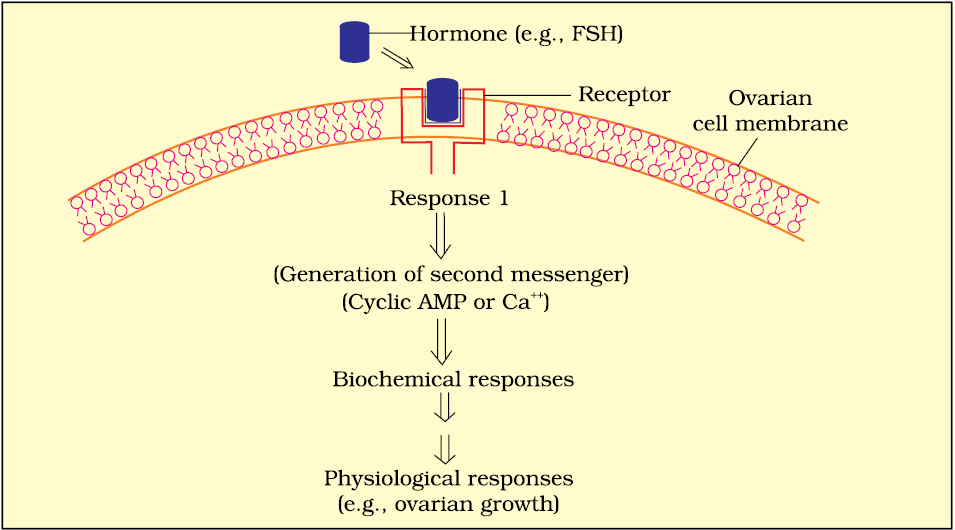 Hormone (e.g., FSH)
Receptor
Ovarian
cell membrane
Response 1
(Generation of second messenger)
(Cyclic AMP or Ca⁺⁺)
Biochemical responses
Physiological responses
(e.g., ovarian growth)